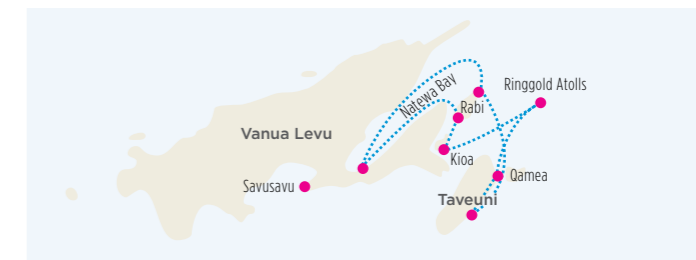 Ringgold Atolls
Natewa Bay
Rabi
Vanua Levu
Kioa
Savusavu
Qamea
Taveuni